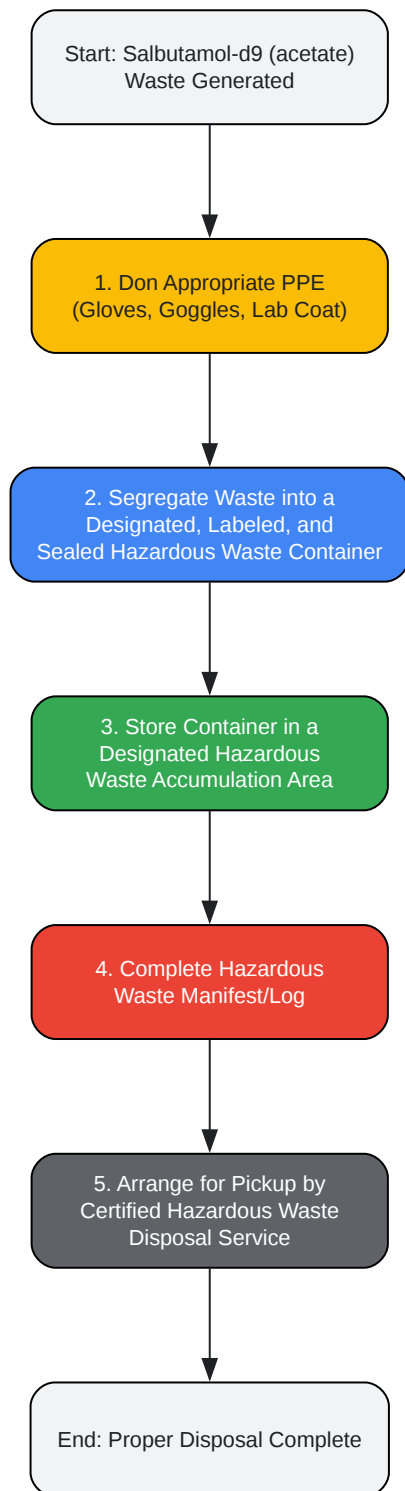 Start: Salbutamol-d9 (acetate)
Waste Generated
1. Don Appropriate PPE
(Gloves, Goggles, Lab Coat)
2. Segregate Waste into a
Designated, Labeled, and
Sealed Hazardous Waste Container
3. Store Container in a
Designated Hazardous
Waste Accumulation Area
4. Complete Hazardous
Waste Manifest/Log
5. Arrange for Pickup by
Certified Hazardous Waste
Disposal Service
End: Proper Disposal Complete